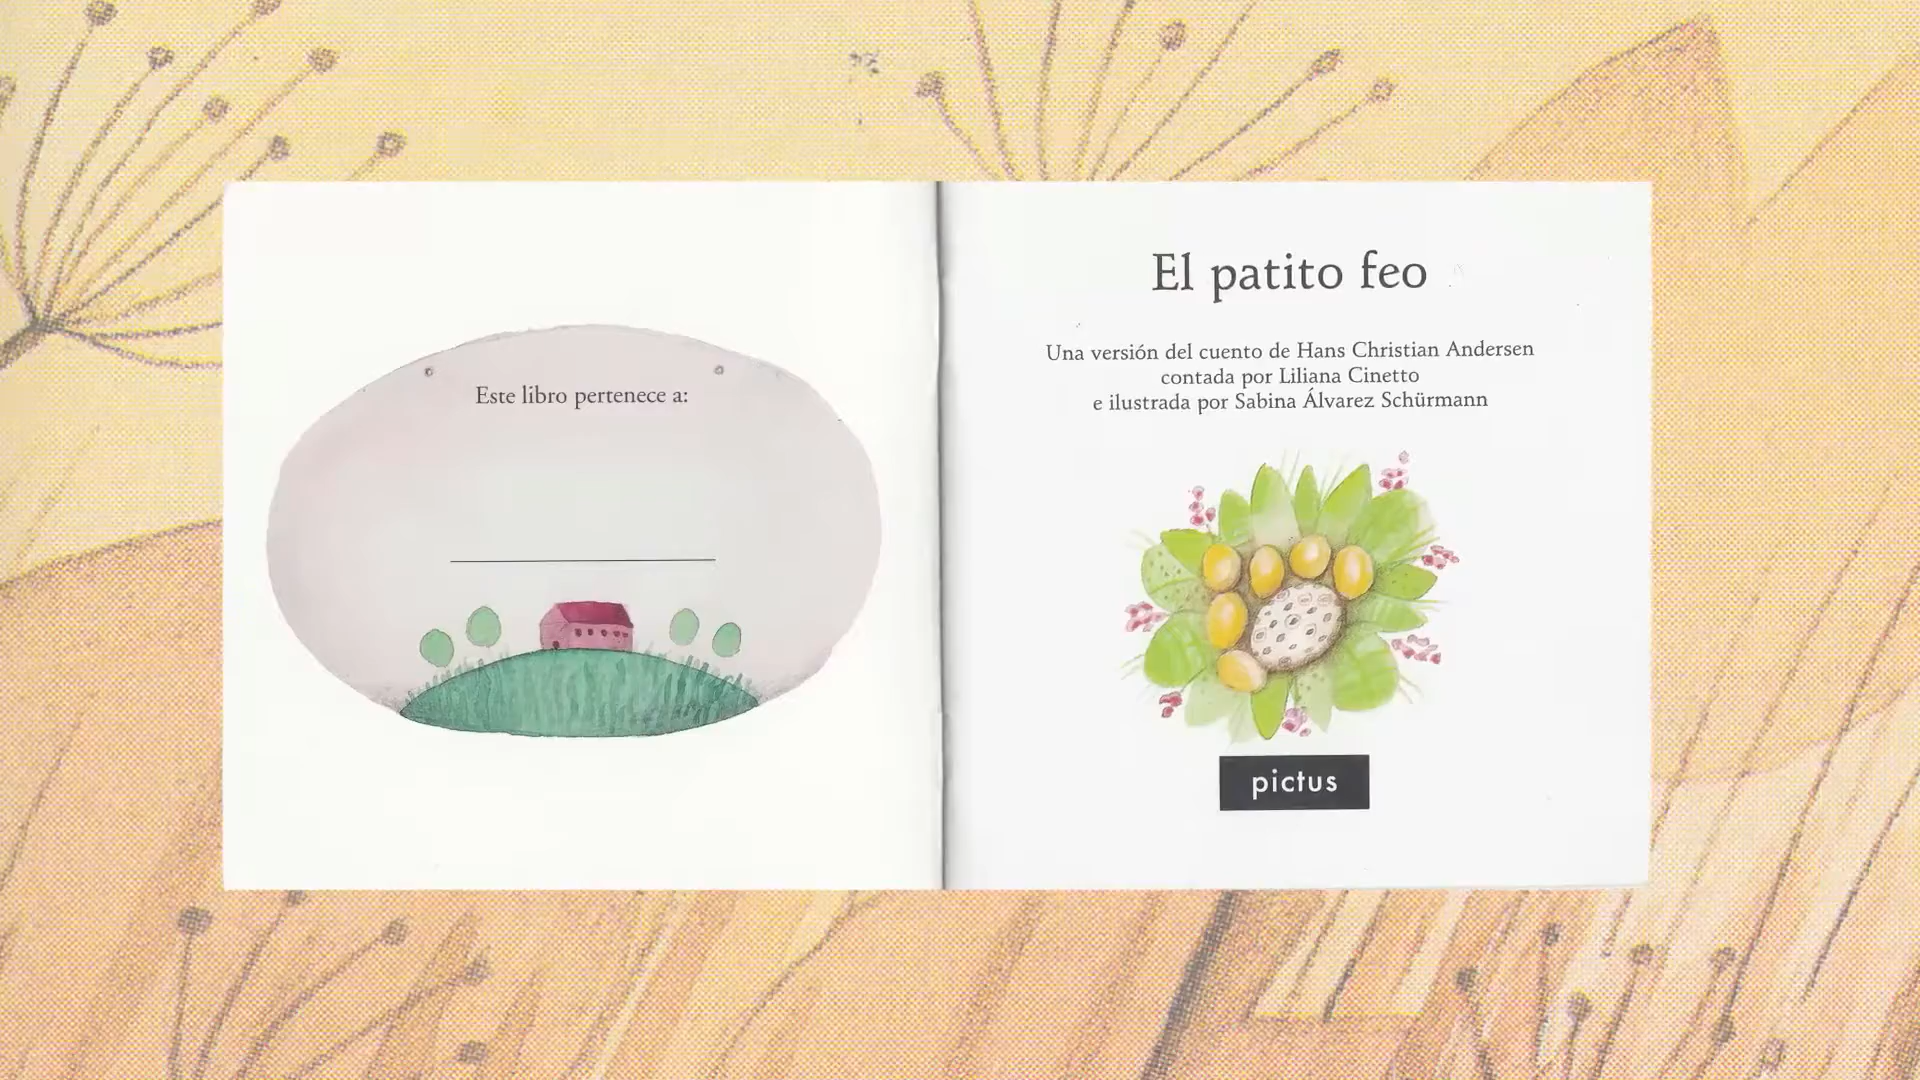 Este libro pertenece a:
El patito feo
Una versión del cuento de Hans Christian Andersen
contada por Liliana Cinetto
e ilustrada por Sabina Álvarez Schürmann
pictus